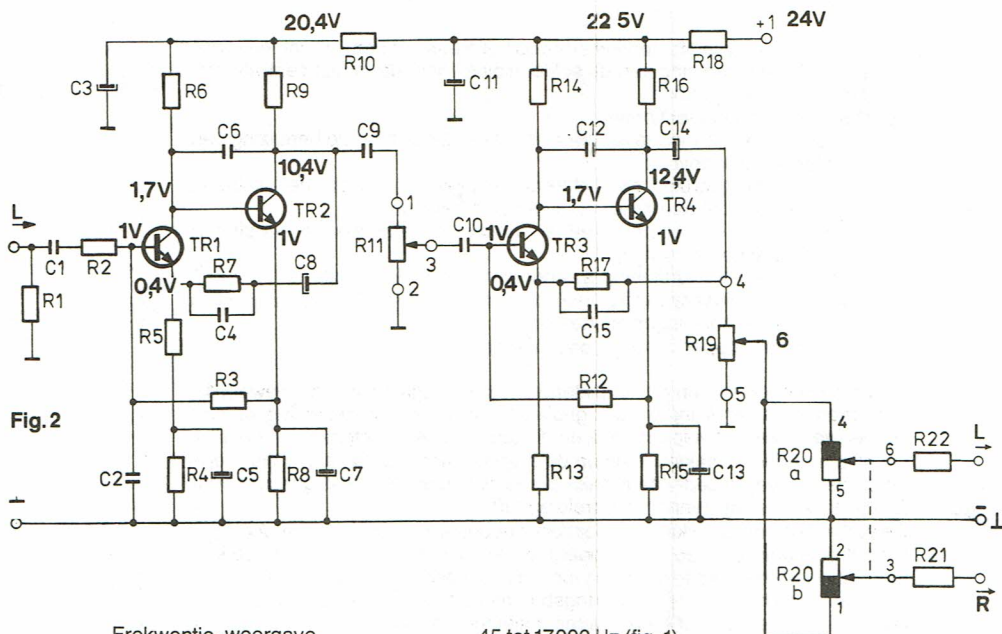 20,4V 22 5V +1 24V
R10 R18
C3 R6 R9 C11 R14 R16
C6 C9 C12 C14
10,4V 12,4V
1,7V TR2 1 1,7V TR4
L 1V TR1 1V R11 3 C10 1V TR3 1V
C1 R2 0,4V R7 C8 2 0,4V R17 4
R1 C4 C15
R5 R19 6
R3 R12 5
Fig. 2
4
R20 a 6 R22 L
C2 R4 C5 R8 C7 R13 R15 C13 5
⊥ - ⊥
2
R20 b 3 R21 R
1
Frekwentie-weergave 45 tot 17000 Hz (fig. 1)